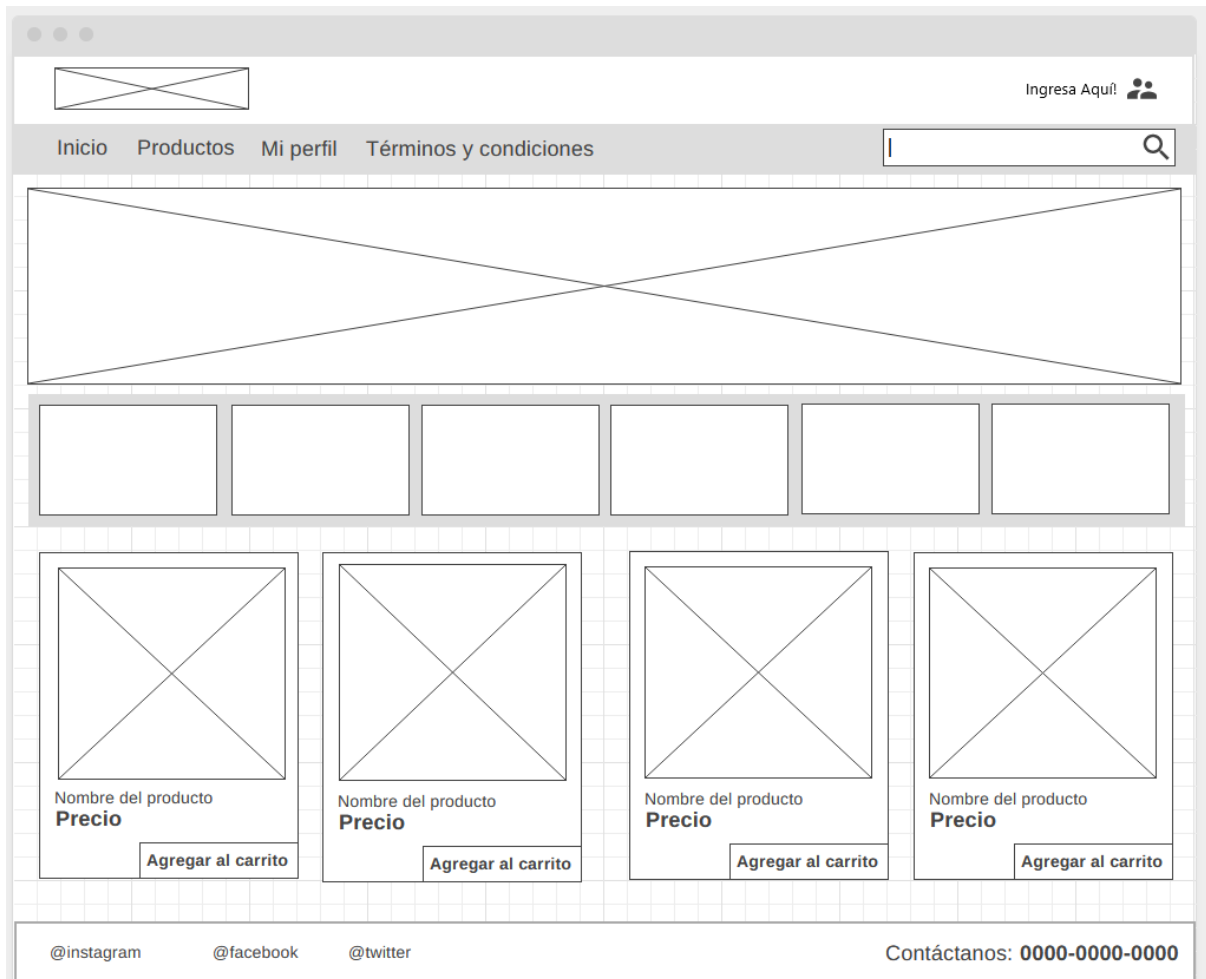 Ingresa Aquí!
Inicio Productos Mi perfil Términos y condiciones
Nombre del producto
Precio
Agregar al carrito
Nombre del producto
Precio
Agregar al carrito
Nombre del producto
Precio
Agregar al carrito
Nombre del producto
Precio
Agregar al carrito
@instagram @facebook @twitter Contáctanos: 0000-0000-0000